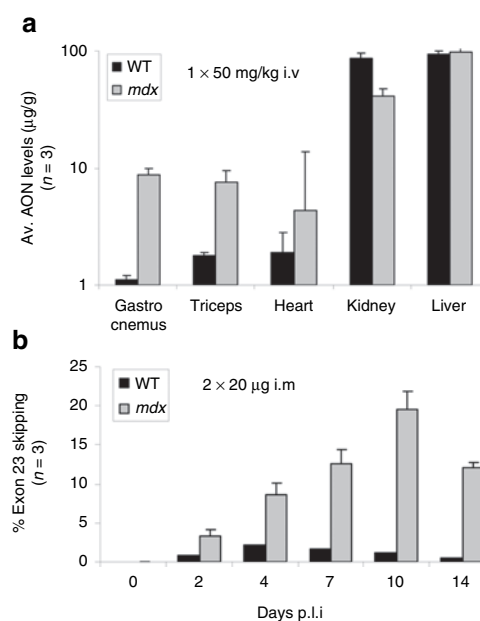 a
Av. AON levels (µg/g)
(n = 3)
100
10
1
WT
mdx
1 × 50 mg/kg i.v
Gastro
cnemus
Triceps
Heart
Kidney
Liver
b
% Exon 23 skipping
(n = 3)
25
20
15
10
5
0
WT
mdx
2 × 20 µg i.m
0
2
4
7
10
14
Days p.l.i